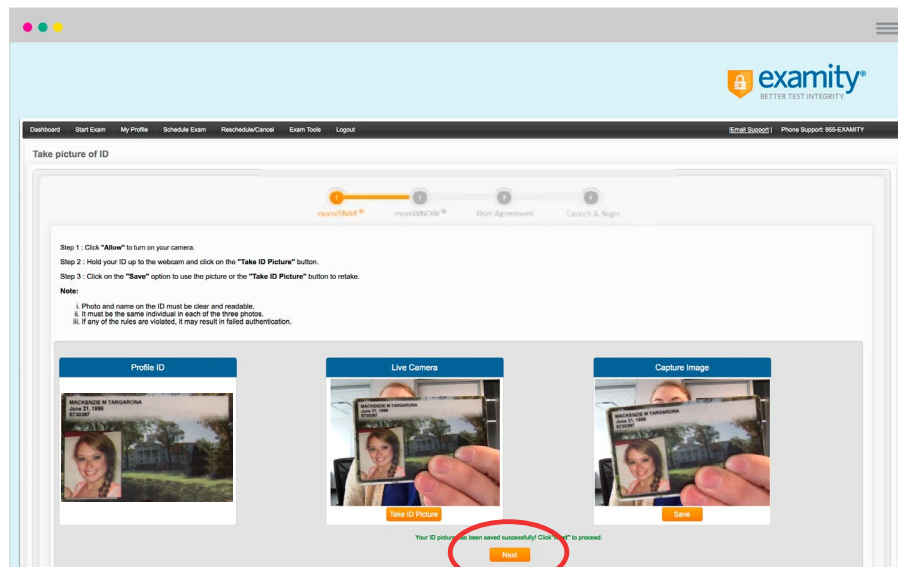 examity®
BETTER TEST INTEGRITY.
Dashboard Start Exam My Profile Schedule Exam Reschedule/Cancel Exam Tools Logout |Email Support| Phone Support: 855-EXAMITY
Take picture of ID
1 2 3 4
examiSNAP® examiKNOW® User Agreement Launch & Begin
Step 1 : Click "Allow" to turn on your camera.
Step 2 : Hold your ID up to the webcam and click on the "Take ID Picture" button.
Step 3 : Click on the "Save" option to use the picture or the "Take ID Picture" button to retake.
Note:
i. Photo and name on the ID must be clear and readable.
ii. It must be the same individual in each of the three photos.
iii. If any of the rules are violated, it may result in failed authentication.
Profile ID Live Camera Capture Image
MACKENZIE M TARGARONA
June 21, 1996
5730387
MACKENZIE M TARGARONA
June 21, 1996
5730387
MACKENZIE M TARGARONA
June 21, 1996
5730387
Take ID Picture Save
Your ID picture has been saved successfully! Click "Next" to proceed.
Next